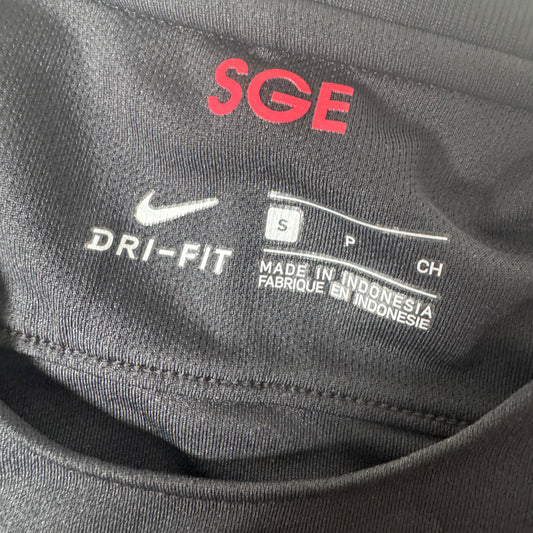 SGE
DRI-FIT
S P CH
MADE IN INDONESIA
FABRIQUE EN INDONESIE